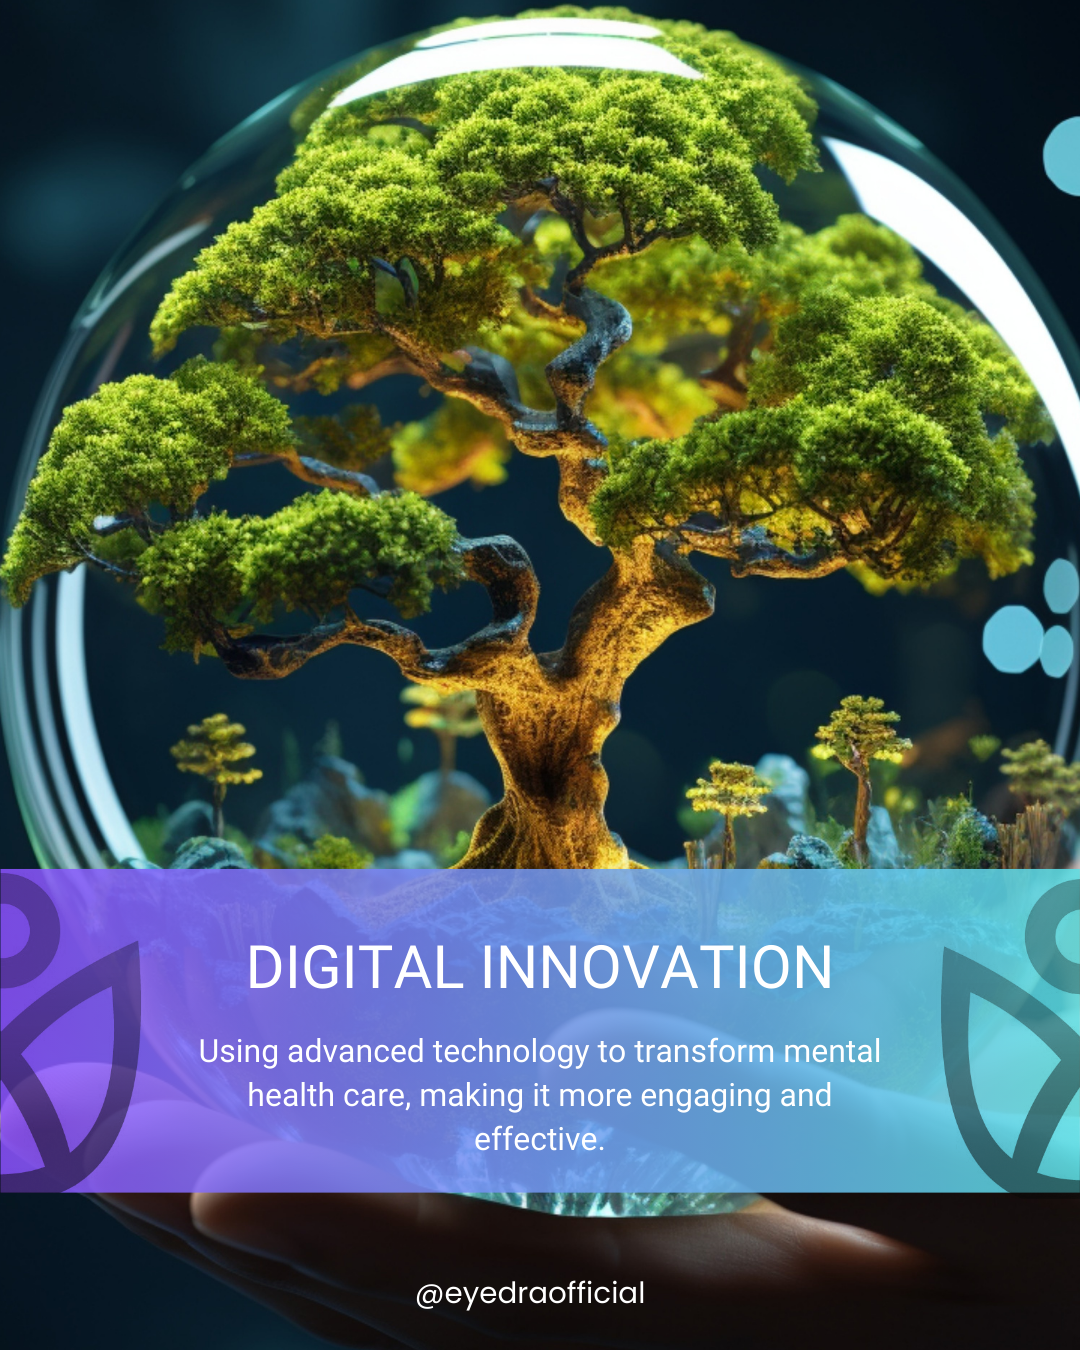 DIGITAL INNOVATION
Using advanced technology to transform mental
health care, making it more engaging and
effective.
@eyedraofficial